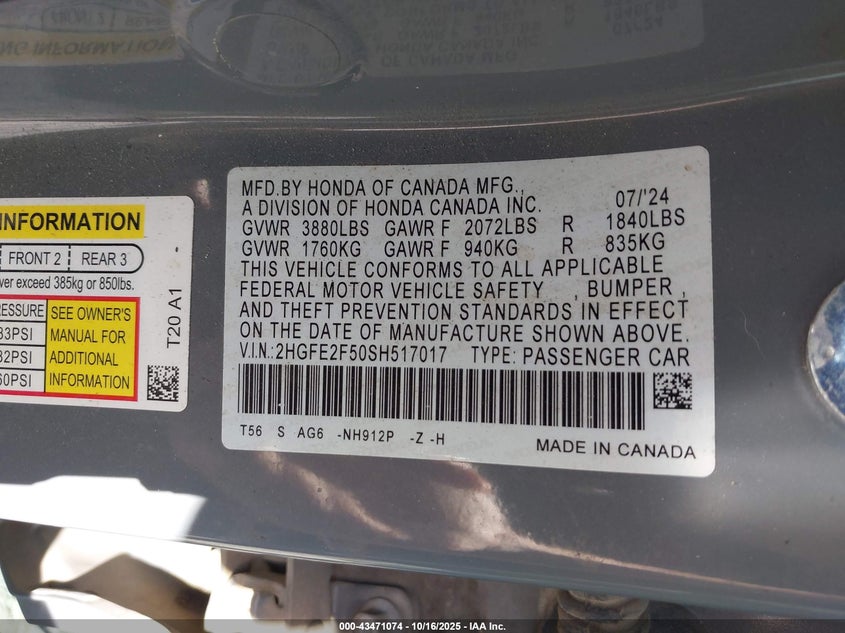 MFD.BY HONDA OF CANADA MFG.,
A DIVISION OF HONDA CANADA INC. 07/'24
GVWR 3880LBS GAWR F 2072LBS R 1840LBS
GVWR 1760KG GAWR F 940KG R 835KG
THIS VEHICLE CONFORMS TO ALL APPLICABLE
FEDERAL MOTOR VEHICLE SAFETY , BUMPER ,
AND THEFT PREVENTION STANDARDS IN EFFECT
ON THE DATE OF MANUFACTURE SHOWN ABOVE.
V.I.N.:2HGFE2F50SH517017 TYPE: PASSENGER CAR
T56 S AG6 -NH912P -Z -H
MADE IN CANADA
INFORMATION
FRONT 2 REAR 3
exceed 385kg or 850lbs.
SEE OWNER'S
MANUAL FOR
ADDITIONAL
INFORMATION
T20 A1
000-43471074 | 10/16/2025 | IAA Inc.